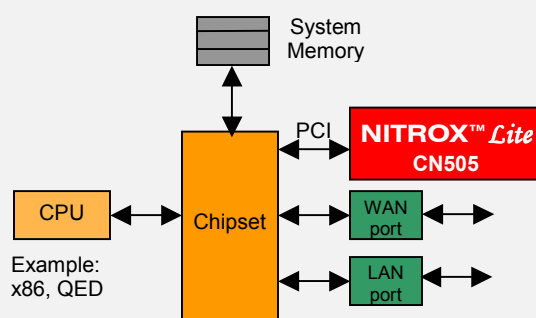 System
Memory
PCI
NITROX™ Lite
CN505
CPU
Chipset
WAN
port
Example:
x86, QED
LAN
port